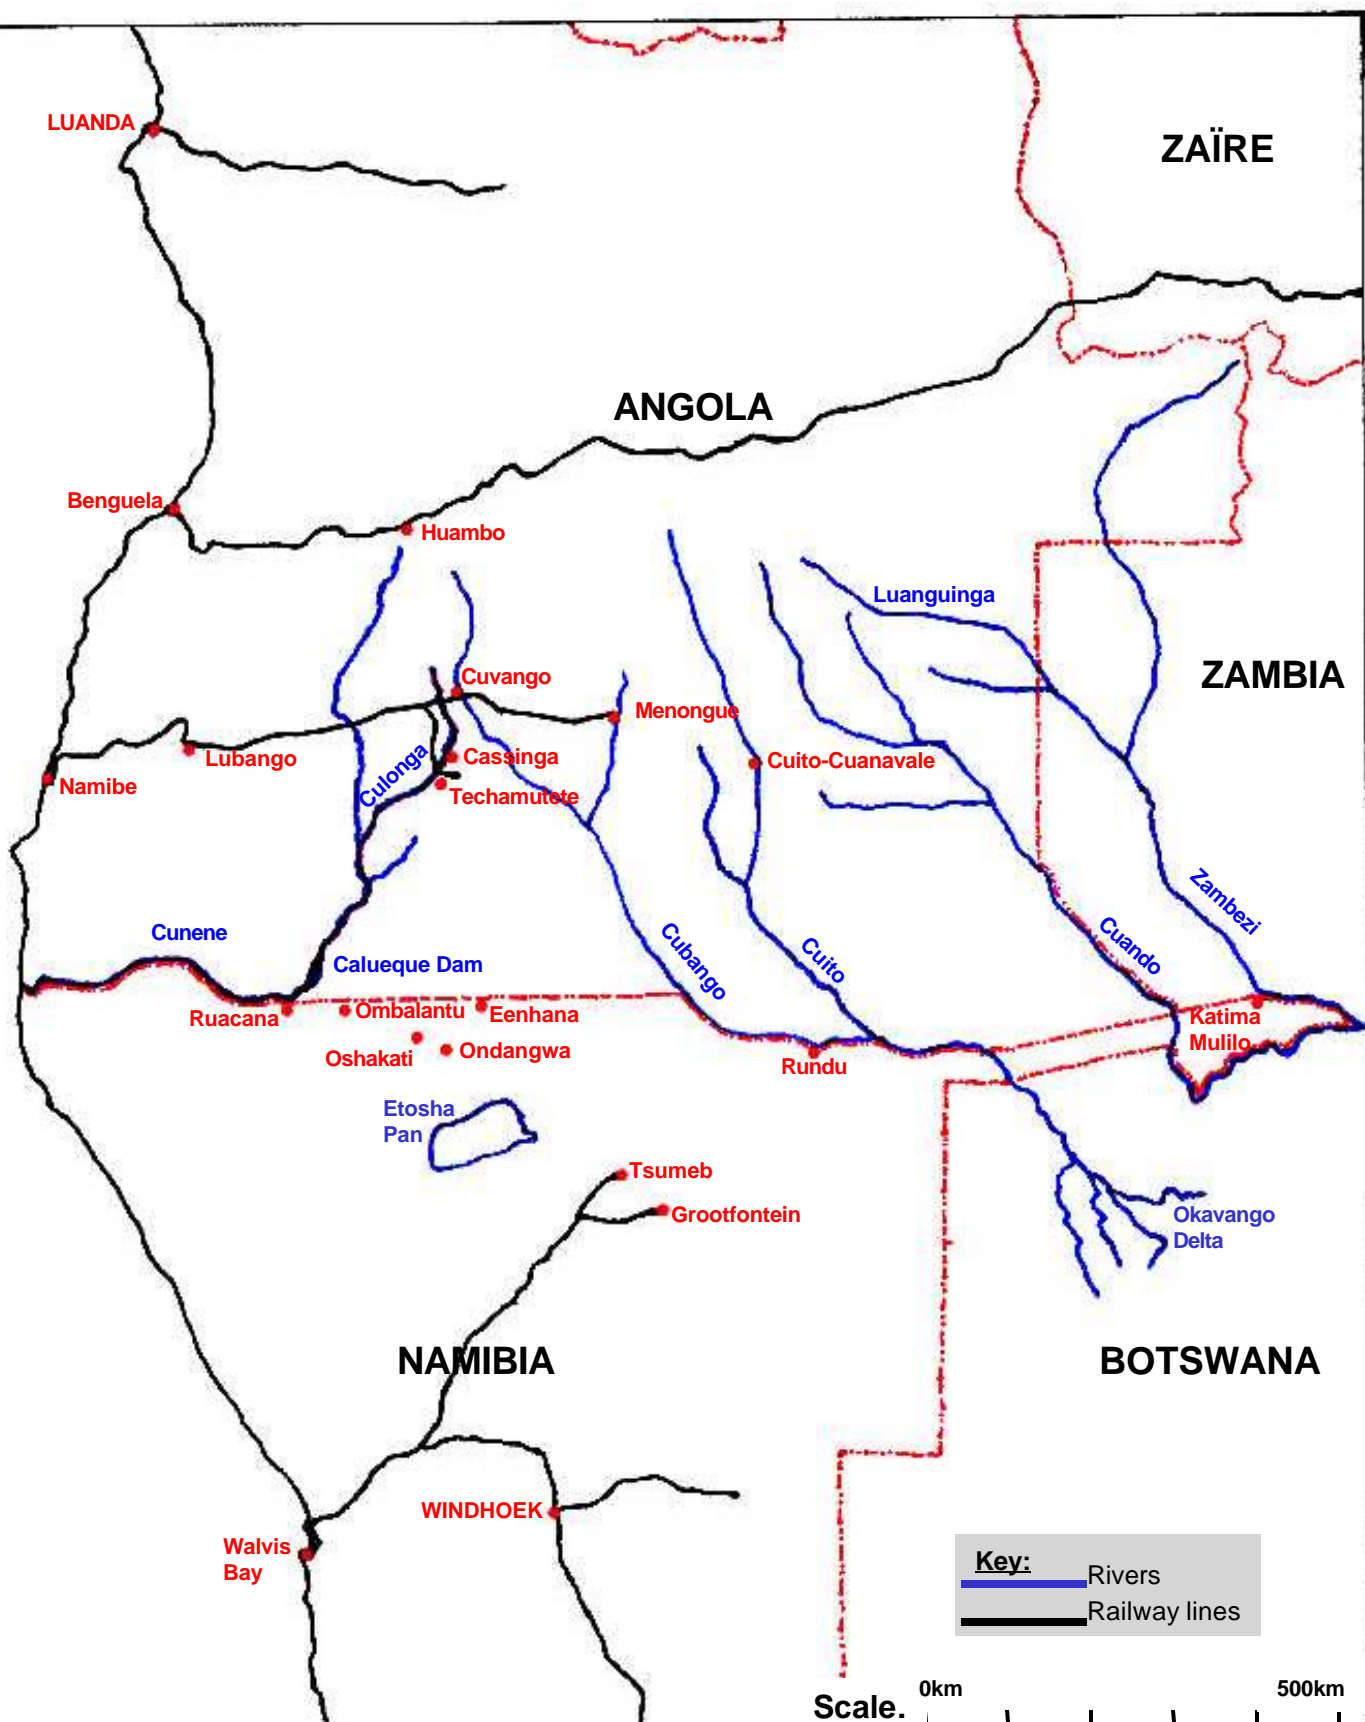 LUANDA
ZAÏRE
ANGOLA
Benguela
Huambo
Luanguinga
ZAMBIA
Cuvango
Menongue
Lubango
Culonga
Cassinga
Cuito-Cuanavale
Namibe
Techamutete
Zambezi
Cunene
Cuando
Cubango
Cuito
Calueque Dam
Ruacana
Ombalantu
Eenhana
Katima
Mulilo
Oshakati
Ondangwa
Rundu
Etosha
Pan
Tsumeb
Grootfontein
Okavango
Delta
NAMIBIA
BOTSWANA
WINDHOEK
Walvis
Bay
Key:
Rivers
Railway lines
Scale.
0km
500km